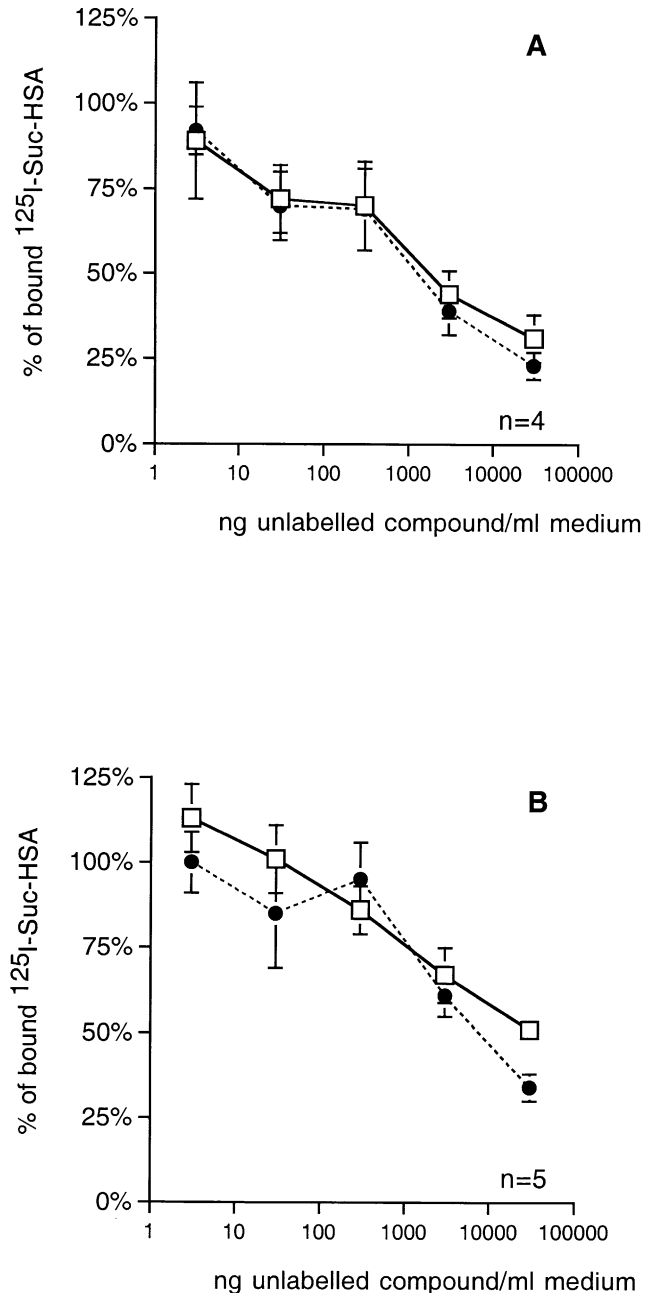 125%
A
100%
75%
50%
25%
0%
% of bound 125I-Suc-HSA
n=4
1 10 100 1000 10000 100000
ng unlabelled compound/ml medium
125%
B
100%
75%
50%
25%
0%
% of bound 125I-Suc-HSA
n=5
1 10 100 1000 10000 100000
ng unlabelled compound/ml medium